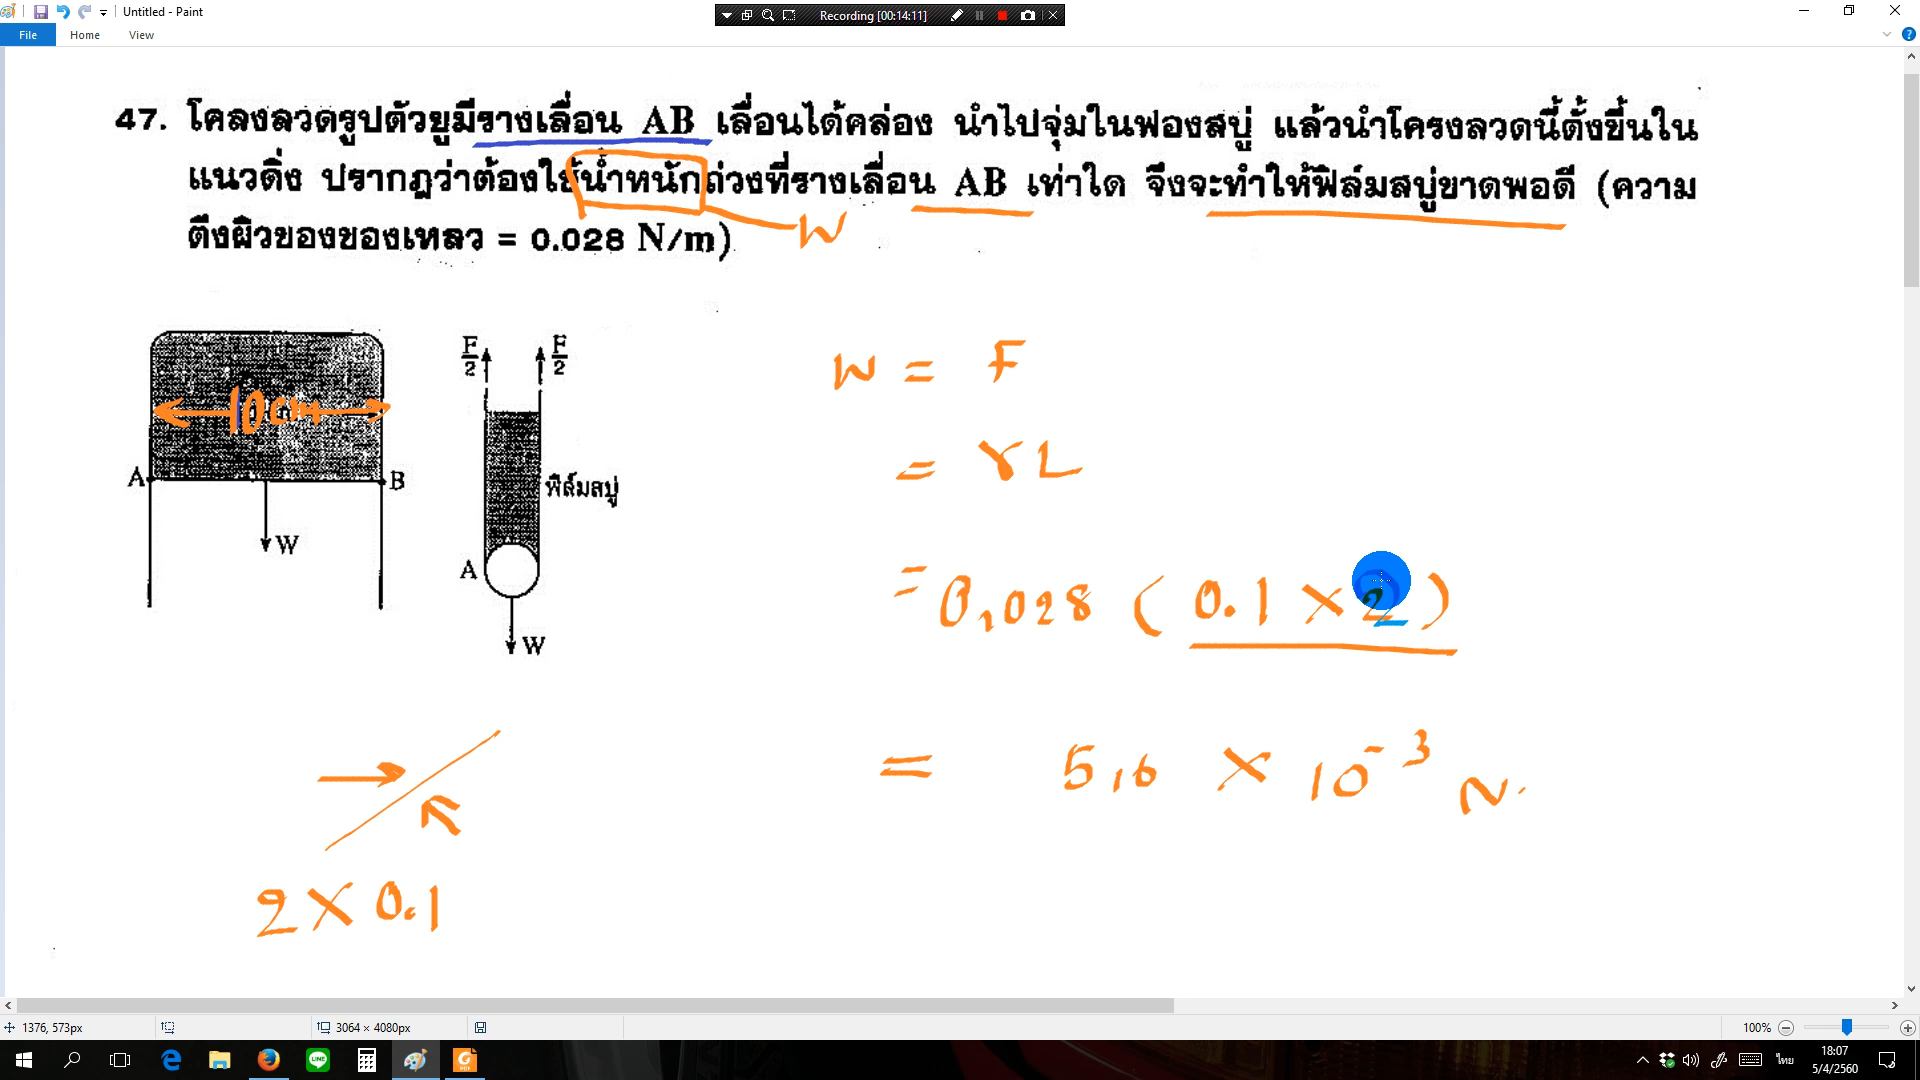 Untitled - Paint
Recording [00:14:11]
File Home View
47. โคลงลวดรูปตัวยูมีรางเลื่อน AB เลื่อนได้คล่อง นำไปจุ่มในฟองสบู่ แล้วนำโครงลวดนี้ตั้งขึ้นใน
แนวดิ่ง ปรากฏว่าต้องใช้น้ำหนักถ่วงที่รางเลื่อน AB เท่าใด จึงจะทำให้ฟิล์มสบู่ขาดพอดี (ความ
ตึงผิวของของเหลว = 0.028 N/m)
W
F/2 F/2
10 cm
A B
ฟิล์มสบู่
W
A
W
W = F
= γL
= 0.028 ( 0.1 × 2 )
= 5.6 × 10⁻³ N.
2 × 0.1
1376, 573px
3064 × 4080px
100%
ไทย
18:07
5/4/2560